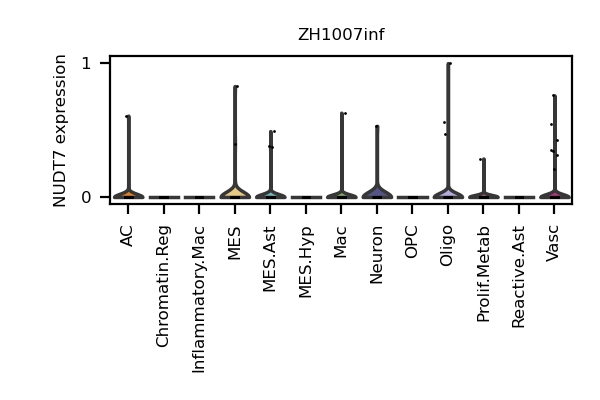 ZH1007inf
NUDT7 expression
1
0
AC
Chromatin.Reg
Inflammatory.Mac
MES
MES.Ast
MES.Hyp
Mac
Neuron
OPC
Oligo
Prolif.Metab
Reactive.Ast
Vasc